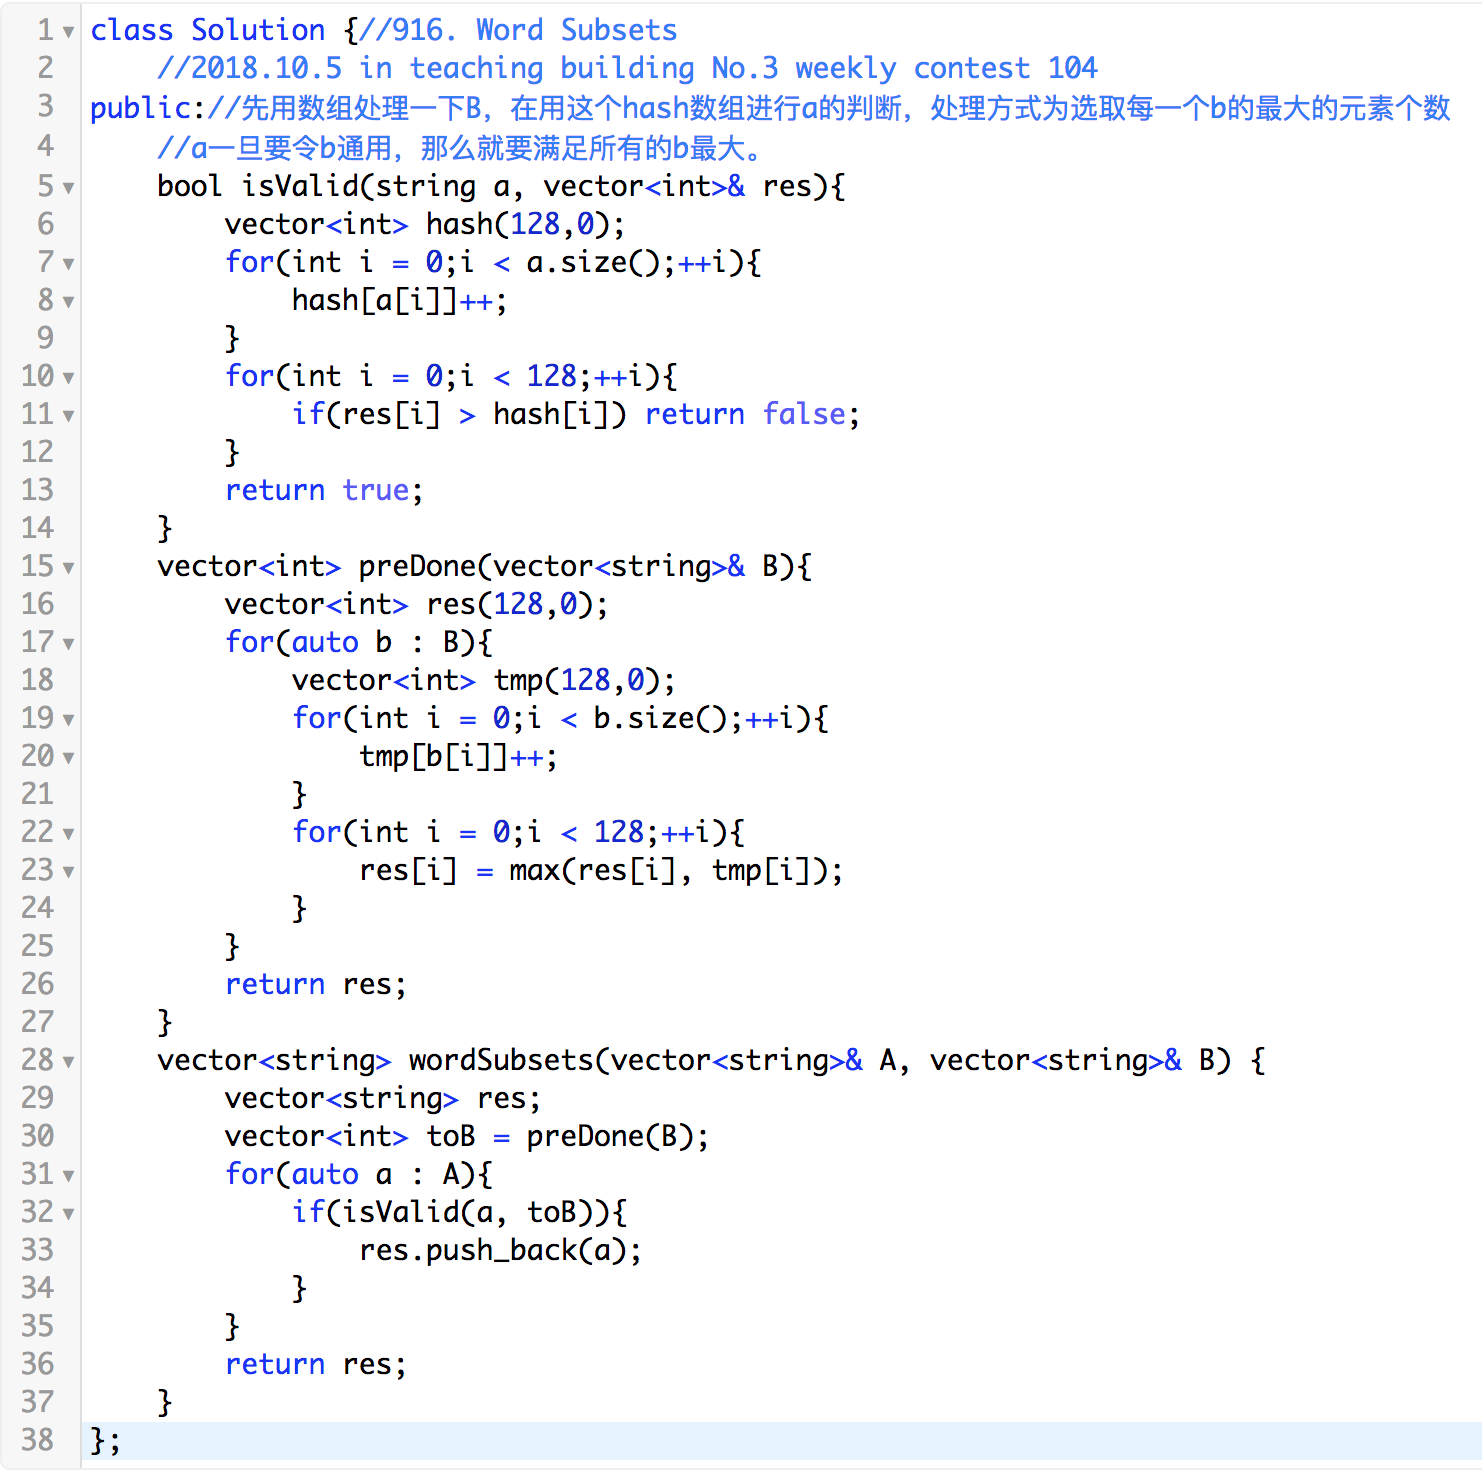 1 class Solution {//916. Word Subsets
2     //2018.10.5 in teaching building No.3 weekly contest 104
3 public://先用数组处理一下B，在用这个hash数组进行a的判断，处理方式为选取每一个b的最大的元素个数
4     //a一旦要令b通用，那么就要满足所有的b最大。
5     bool isValid(string a, vector<int>& res){
6         vector<int> hash(128,0);
7         for(int i = 0;i < a.size();++i){
8             hash[a[i]]++;
9         }
10         for(int i = 0;i < 128;++i){
11             if(res[i] > hash[i]) return false;
12         }
13         return true;
14     }
15     vector<int> preDone(vector<string>& B){
16         vector<int> res(128,0);
17         for(auto b : B){
18             vector<int> tmp(128,0);
19             for(int i = 0;i < b.size();++i){
20                 tmp[b[i]]++;
21             }
22             for(int i = 0;i < 128;++i){
23                 res[i] = max(res[i], tmp[i]);
24             }
25         }
26         return res;
27     }
28     vector<string> wordSubsets(vector<string>& A, vector<string>& B) {
29         vector<string> res;
30         vector<int> toB = preDone(B);
31         for(auto a : A){
32             if(isValid(a, toB)){
33                 res.push_back(a);
34             }
35         }
36         return res;
37     }
38 };